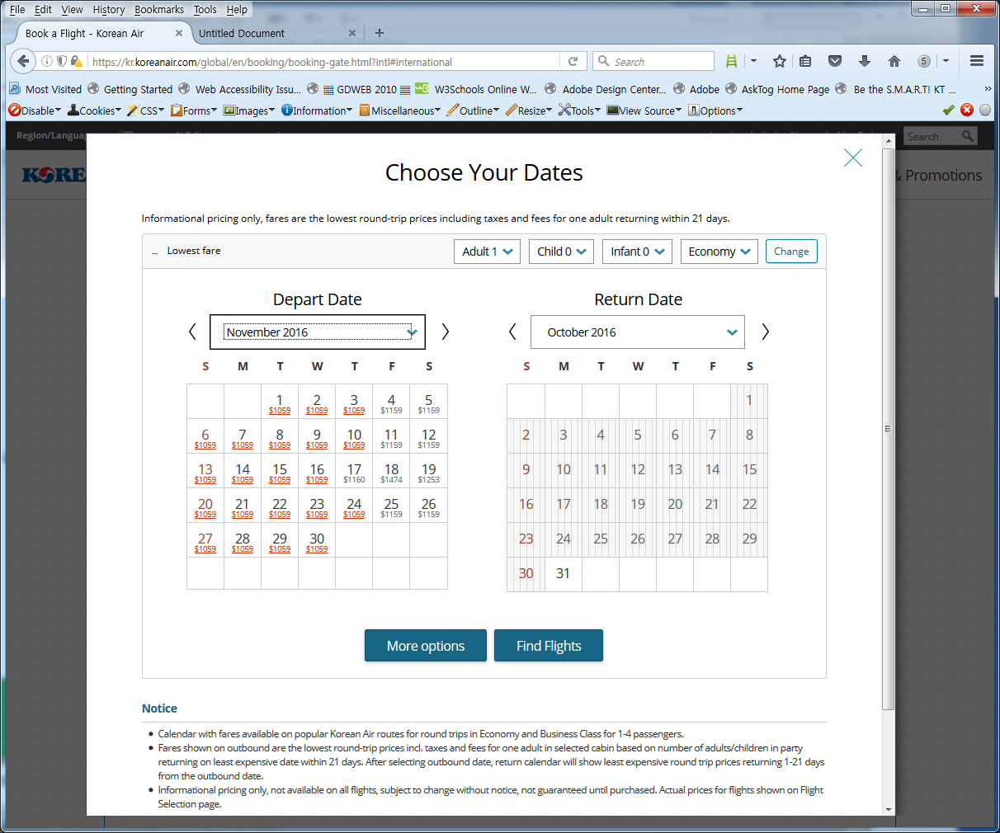 File Edit View History Bookmarks Tools Help
Book a Flight - Korean Air × Untitled Document × +
https://kr.koreanair.com/global/en/booking/booking-gate.html?intl#international Search 5
Most Visited Getting Started Web Accessibility Issu... GDWEB 2010 W3Schools Online W... Adobe Design Center... Adobe AskTog Home Page Be the S.M.A.R.T! KT ... »
Disable Cookies CSS Forms Images Information Miscellaneous Outline Resize Tools View Source Options
Region/Langua Search
KORE & Promotions
Choose Your Dates
Informational pricing only, fares are the lowest round-trip prices including taxes and fees for one adult returning within 21 days.
Lowest fare Adult 1 Child 0 Infant 0 Economy Change
Depart Date
November 2016
S M T W T F S
1 2 3 4 5
$1059 $1059 $1059 $1159 $1159
6 7 8 9 10 11 12
$1059 $1059 $1059 $1059 $1059 $1159 $1159
13 14 15 16 17 18 19
$1059 $1059 $1059 $1059 $1160 $1474 $1253
20 21 22 23 24 25 26
$1059 $1059 $1059 $1059 $1059 $1159 $1159
27 28 29 30
$1059 $1059 $1059 $1059
Return Date
October 2016
S M T W T F S
1
2 3 4 5 6 7 8
9 10 11 12 13 14 15
16 17 18 19 20 21 22
23 24 25 26 27 28 29
30 31
More options Find Flights
Notice
• Calendar with fares available on popular Korean Air routes for round trips in Economy and Business Class for 1-4 passengers.
• Fares shown on outbound are the lowest round-trip prices incl. taxes and fees for one adult in selected cabin based on number of adults/children in party
returning on least expensive date within 21 days. After selecting outbound date, return calendar will show least expensive round trip prices returning 1-21 days
from the outbound date.
• Informational pricing only, not available on all flights, subject to change without notice, not guaranteed until purchased. Actual prices for flights shown on Flight
Selection page.